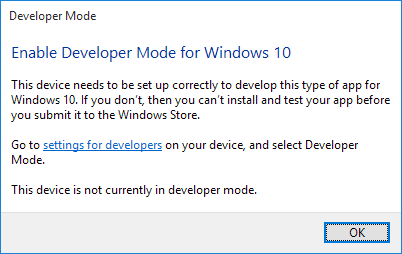 Developer Mode
Enable Developer Mode for Windows 10
This device needs to be set up correctly to develop this type of app for
Windows 10. If you don't, then you can't install and test your app before
you submit it to the Windows Store.
Go to settings for developers on your device, and select Developer
Mode.
This device is not currently in developer mode.
OK